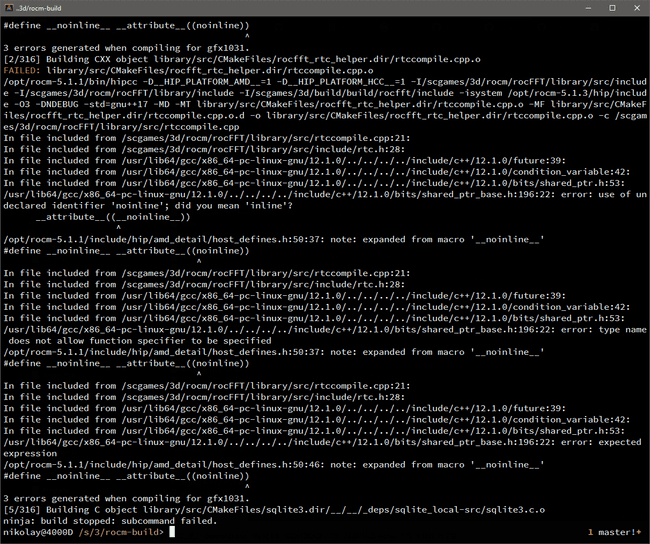 ..3d/rocm-build
#define __noinline__ __attribute__((noinline))
^
3 errors generated when compiling for gfx1031.
[2/316] Building CXX object library/src/CMakeFiles/rocfft_rtc_helper.dir/rtccompile.cpp.o
FAILED: library/src/CMakeFiles/rocfft_rtc_helper.dir/rtccompile.cpp.o
/opt/rocm-5.1.1/bin/hipcc -D__HIP_PLATFORM_AMD__=1 -D__HIP_PLATFORM_HCC__=1 -I/scgames/3d/rocm/rocFFT/library/src/includ
e -I/scgames/3d/rocm/rocFFT/library/include -I/scgames/3d/build/build/rocfft/include -isystem /opt/rocm-5.1.3/hip/includ
e -O3 -DNDEBUG -std=gnu++17 -MD -MT library/src/CMakeFiles/rocfft_rtc_helper.dir/rtccompile.cpp.o -MF library/src/CMakeF
iles/rocfft_rtc_helper.dir/rtccompile.cpp.o.d -o library/src/CMakeFiles/rocfft_rtc_helper.dir/rtccompile.cpp.o -c /scgam
es/3d/rocm/rocFFT/library/src/rtccompile.cpp
In file included from /scgames/3d/rocm/rocFFT/library/src/rtccompile.cpp:21:
In file included from /scgames/3d/rocm/rocFFT/library/src/include/rtc.h:28:
In file included from /usr/lib64/gcc/x86_64-pc-linux-gnu/12.1.0/../../../../include/c++/12.1.0/future:39:
In file included from /usr/lib64/gcc/x86_64-pc-linux-gnu/12.1.0/../../../../include/c++/12.1.0/condition_variable:42:
In file included from /usr/lib64/gcc/x86_64-pc-linux-gnu/12.1.0/../../../../include/c++/12.1.0/bits/shared_ptr.h:53:
/usr/lib64/gcc/x86_64-pc-linux-gnu/12.1.0/../../../../include/c++/12.1.0/bits/shared_ptr_base.h:196:22: error: use of un
declared identifier 'noinline'; did you mean 'inline'?
__attribute__((__noinline__))
^
/opt/rocm-5.1.1/include/hip/amd_detail/host_defines.h:50:37: note: expanded from macro '__noinline__'
#define __noinline__ __attribute__((noinline))
^
In file included from /scgames/3d/rocm/rocFFT/library/src/rtccompile.cpp:21:
In file included from /scgames/3d/rocm/rocFFT/library/src/include/rtc.h:28:
In file included from /usr/lib64/gcc/x86_64-pc-linux-gnu/12.1.0/../../../../include/c++/12.1.0/future:39:
In file included from /usr/lib64/gcc/x86_64-pc-linux-gnu/12.1.0/../../../../include/c++/12.1.0/condition_variable:42:
In file included from /usr/lib64/gcc/x86_64-pc-linux-gnu/12.1.0/../../../../include/c++/12.1.0/bits/shared_ptr.h:53:
/usr/lib64/gcc/x86_64-pc-linux-gnu/12.1.0/../../../../include/c++/12.1.0/bits/shared_ptr_base.h:196:22: error: type name
does not allow function specifier to be specified
/opt/rocm-5.1.1/include/hip/amd_detail/host_defines.h:50:37: note: expanded from macro '__noinline__'
#define __noinline__ __attribute__((noinline))
^
In file included from /scgames/3d/rocm/rocFFT/library/src/rtccompile.cpp:21:
In file included from /scgames/3d/rocm/rocFFT/library/src/include/rtc.h:28:
In file included from /usr/lib64/gcc/x86_64-pc-linux-gnu/12.1.0/../../../../include/c++/12.1.0/future:39:
In file included from /usr/lib64/gcc/x86_64-pc-linux-gnu/12.1.0/../../../../include/c++/12.1.0/condition_variable:42:
In file included from /usr/lib64/gcc/x86_64-pc-linux-gnu/12.1.0/../../../../include/c++/12.1.0/bits/shared_ptr.h:53:
/usr/lib64/gcc/x86_64-pc-linux-gnu/12.1.0/../../../../include/c++/12.1.0/bits/shared_ptr_base.h:196:22: error: expected
expression
/opt/rocm-5.1.1/include/hip/amd_detail/host_defines.h:50:46: note: expanded from macro '__noinline__'
#define __noinline__ __attribute__((noinline))
^
3 errors generated when compiling for gfx1031.
[5/316] Building C object library/src/CMakeFiles/sqlite3.dir/__/__/_deps/sqlite_local-src/sqlite3.c.o
ninja: build stopped: subcommand failed.
nikolay@4000D /s/3/rocm-build> 1 master!+